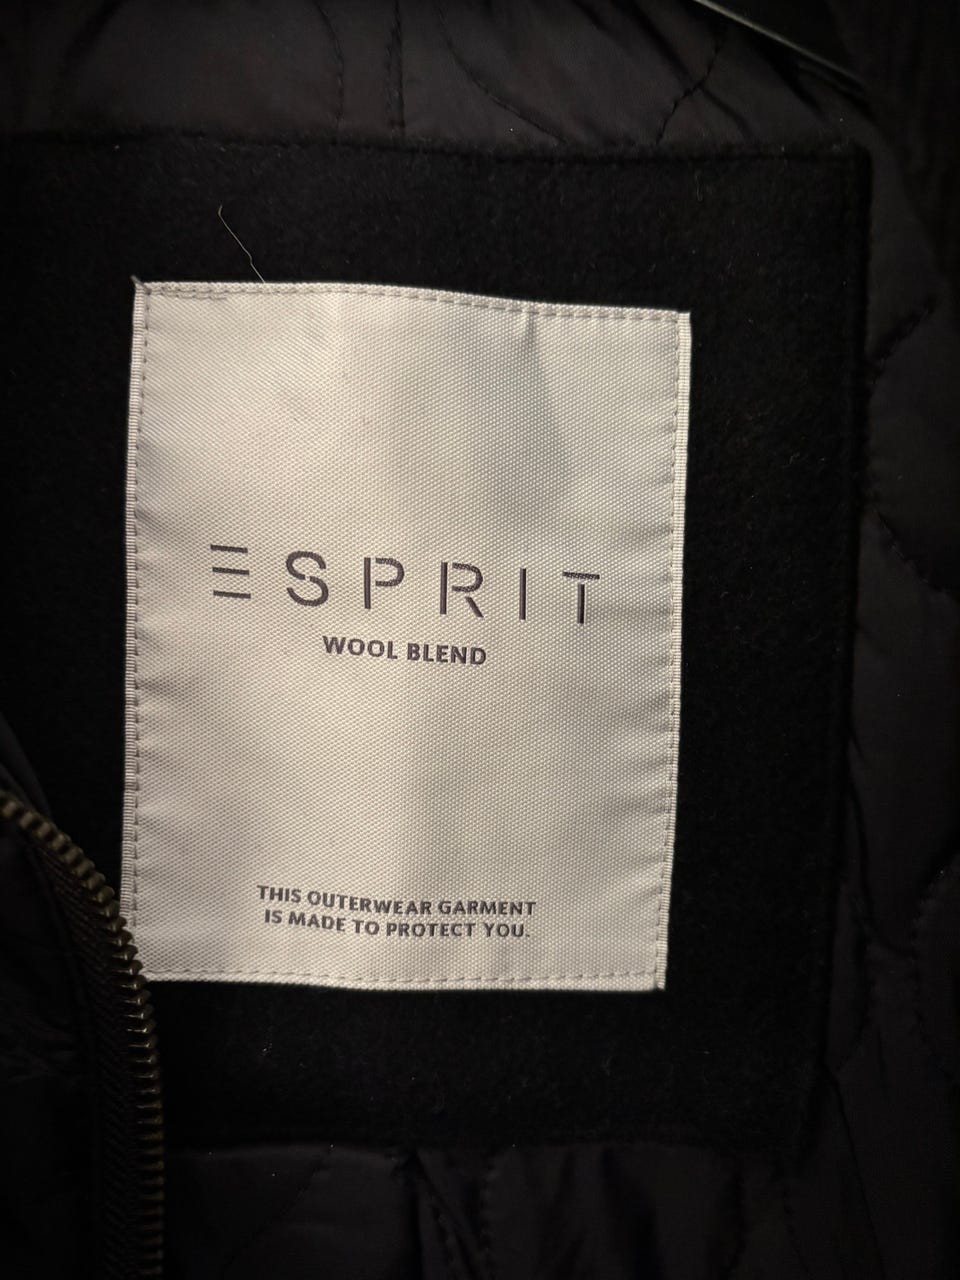 ESPRIT
WOOL BLEND
THIS OUTERWEAR GARMENT
IS MADE TO PROTECT YOU.